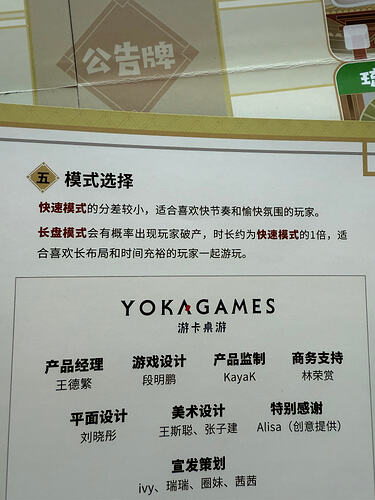 公告牌
五 模式选择
快速模式的分差较小，适合喜欢快节奏和愉快氛围的玩家。
长盘模式会有概率出现玩家破产，时长约为快速模式的1倍，适
合喜欢长布局和时间充裕的玩家一起游玩。
YOKAGAMES
游卡桌游
产品经理 游戏设计 产品监制 商务支持
王德繁 段明鹏 KayaK 林荣赏
平面设计 美术设计 特别感谢
刘晓彤 王斯聪、张子建 Alisa（创意提供）
宣发策划
ivy、瑞瑞、圈妹、茜茜